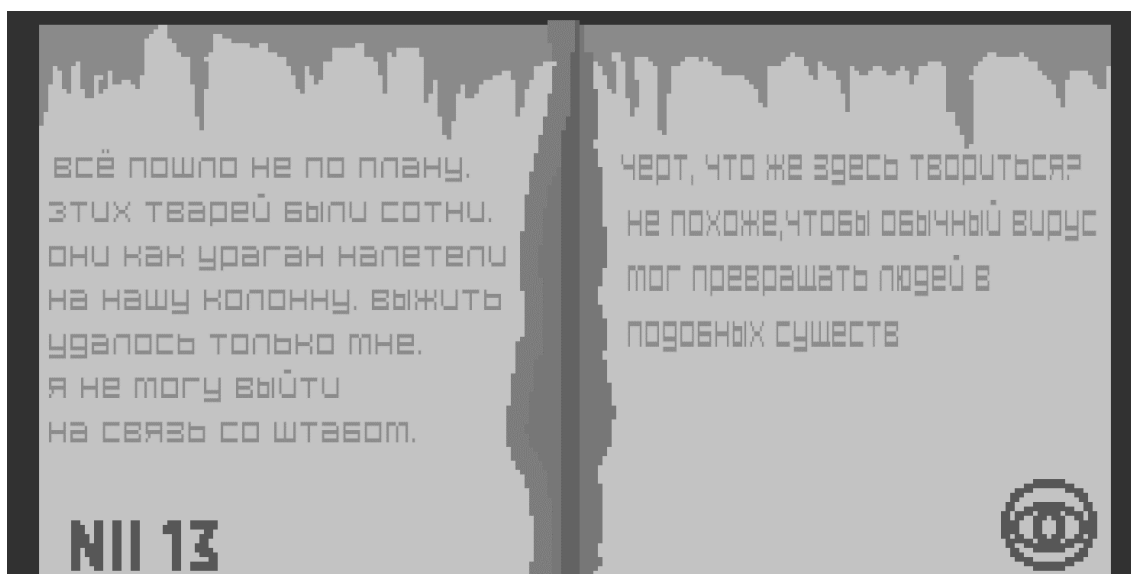 всё пошло не по плану.
этих тварей были сотни.
они как ураган налетели
на нашу колонну. выжить
удалось только мне.
я не могу выйти
на связь со штабом.
NII 13
черт, что же здесь твориться?
не похоже,чтобы обычный вирус
мог превращать людей в
подобных существ